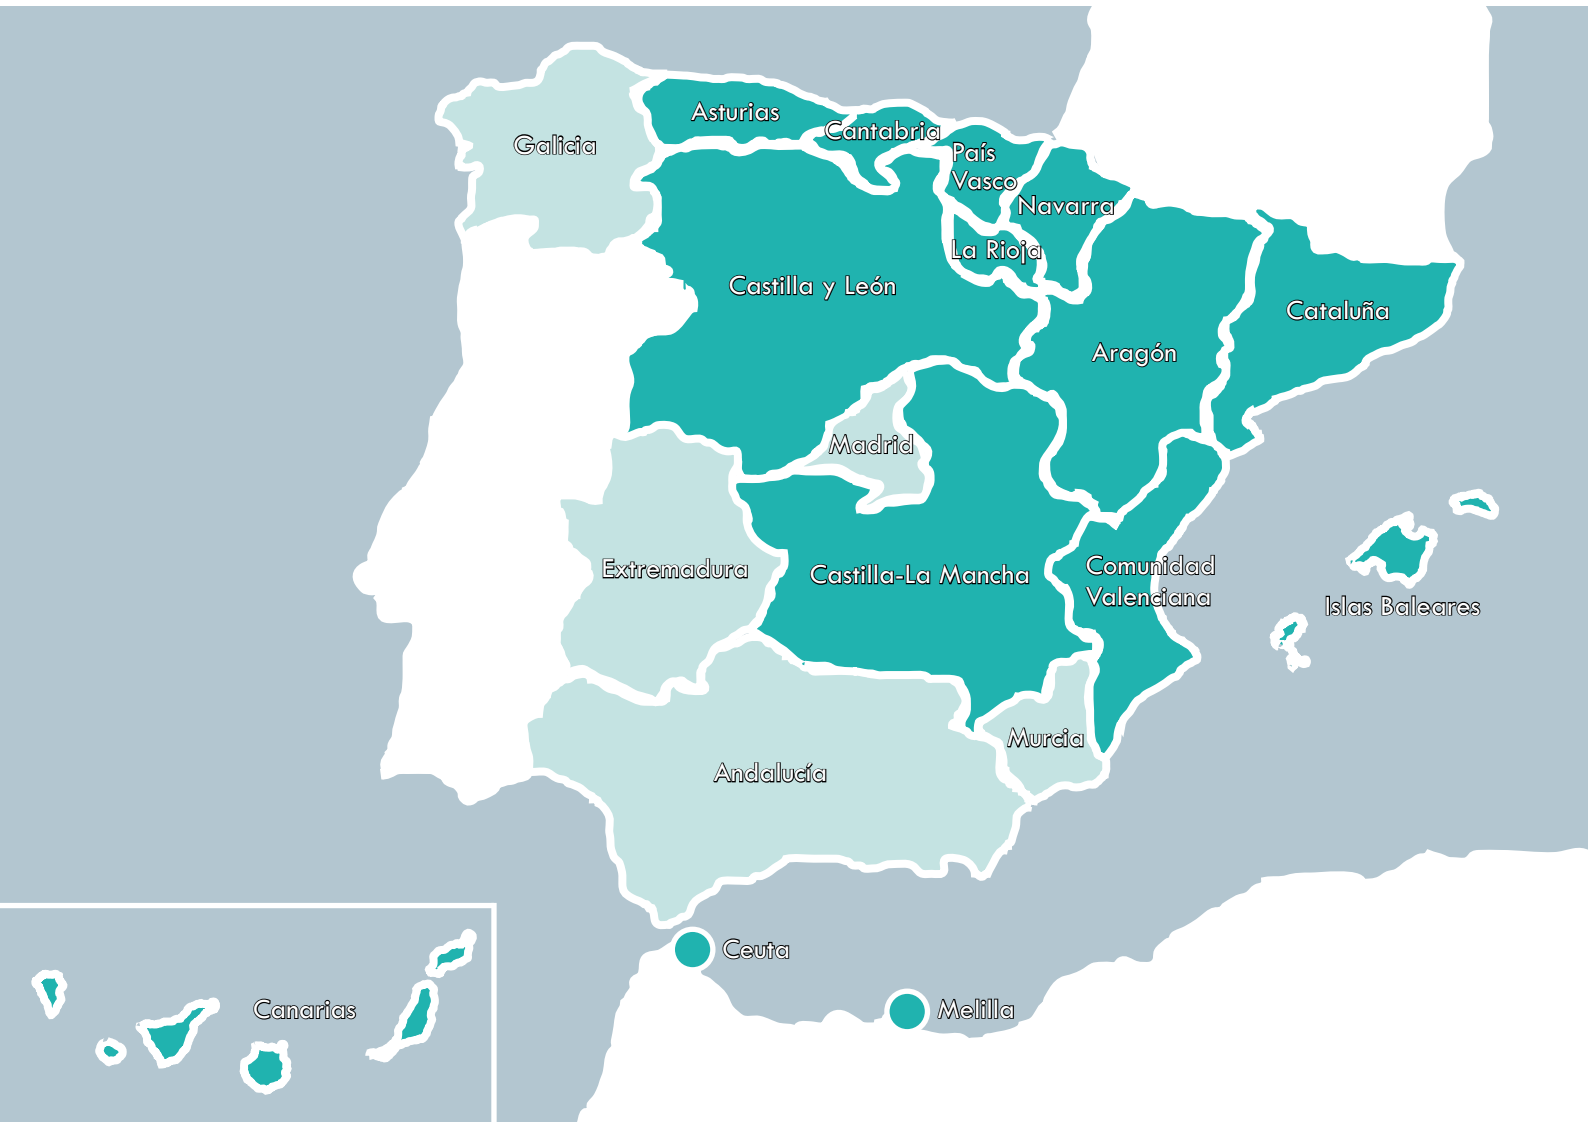 Asturias
Cantabria
Galicia
País
Vasco
Navarra
La Rioja
Castilla y León
Cataluña
Aragón
Madrid
Extremadura
Castilla-La Mancha
Comunidad
Valenciana
Islas Baleares
Murcia
Andalucía
Ceuta
Canarias
Melilla